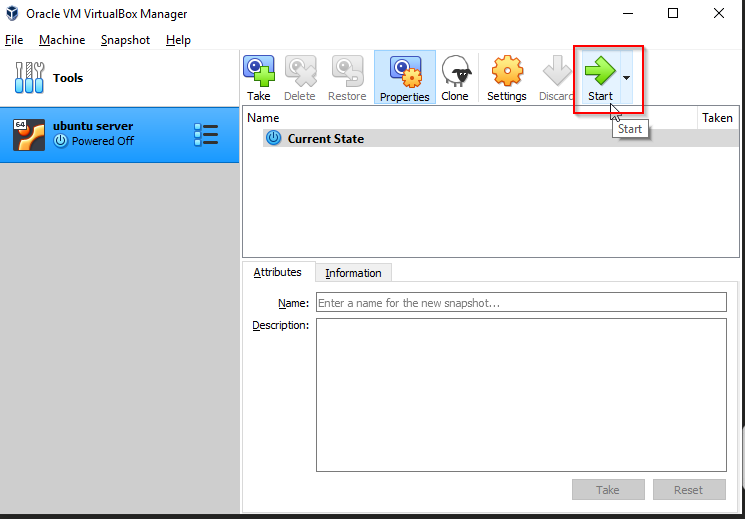 Oracle VM VirtualBox Manager
File Machine Snapshot Help
Tools
Take Delete Restore Properties Clone Settings Discard Start
Start
64
ubuntu server
Powered Off
Name Taken
Current State
Attributes Information
Name: Enter a name for the new snapshot...
Description:
Take Reset